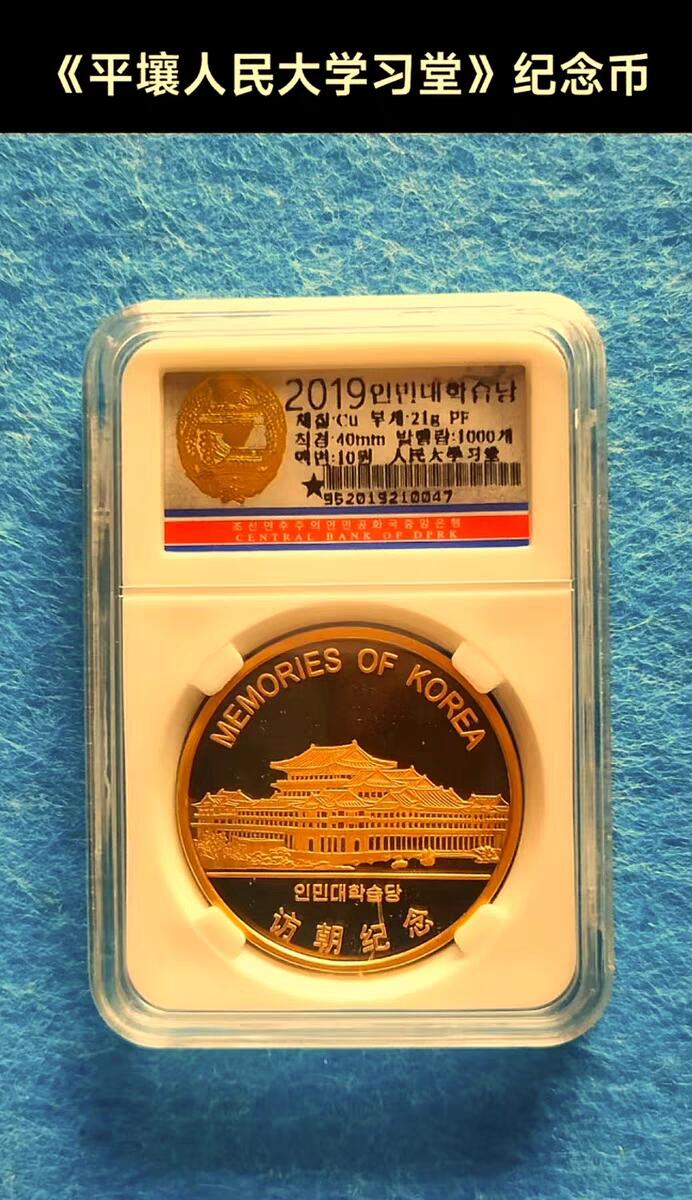 《平壤人民大学习堂》纪念币
2019인민대학습당
체질:Cu 무게:21g PF
직경:40mm 발행량:1000개
액면:10원 人民大學习堂
952019210047
조선민주주의인민공화국중앙은행
CENTRAL BANK OF DPRK
MEMORIES OF KOREA
인민대학습당
访朝纪念